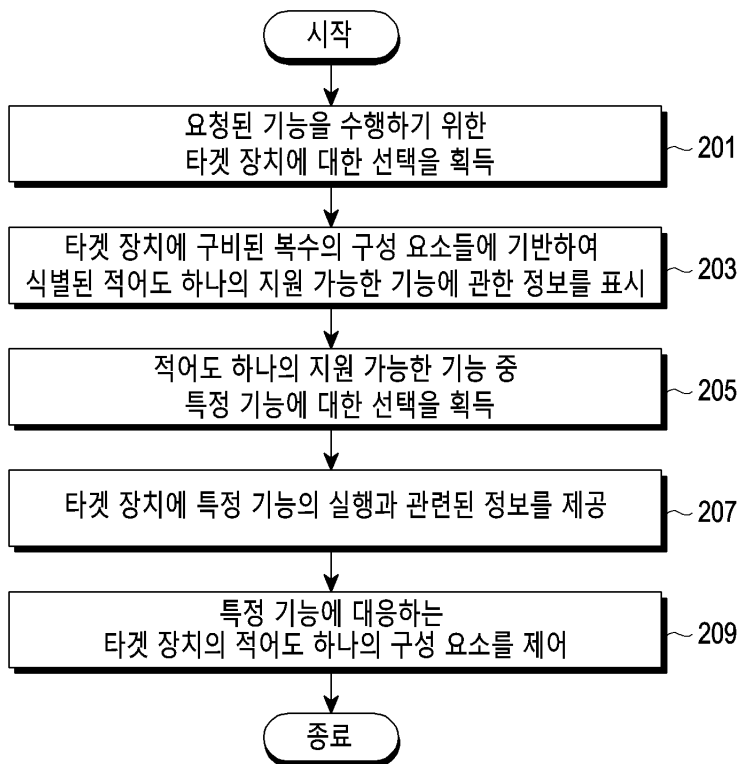 시작
요청된 기능을 수행하기 위한
타겟 장치에 대한 선택을 획득
201
타겟 장치에 구비된 복수의 구성 요소들에 기반하여
식별된 적어도 하나의 지원 가능한 기능에 관한 정보를 표시
203
적어도 하나의 지원 가능한 기능 중
특정 기능에 대한 선택을 획득
205
타겟 장치에 특정 기능의 실행과 관련된 정보를 제공
207
특정 기능에 대응하는
타겟 장치의 적어도 하나의 구성 요소를 제어
209
종료